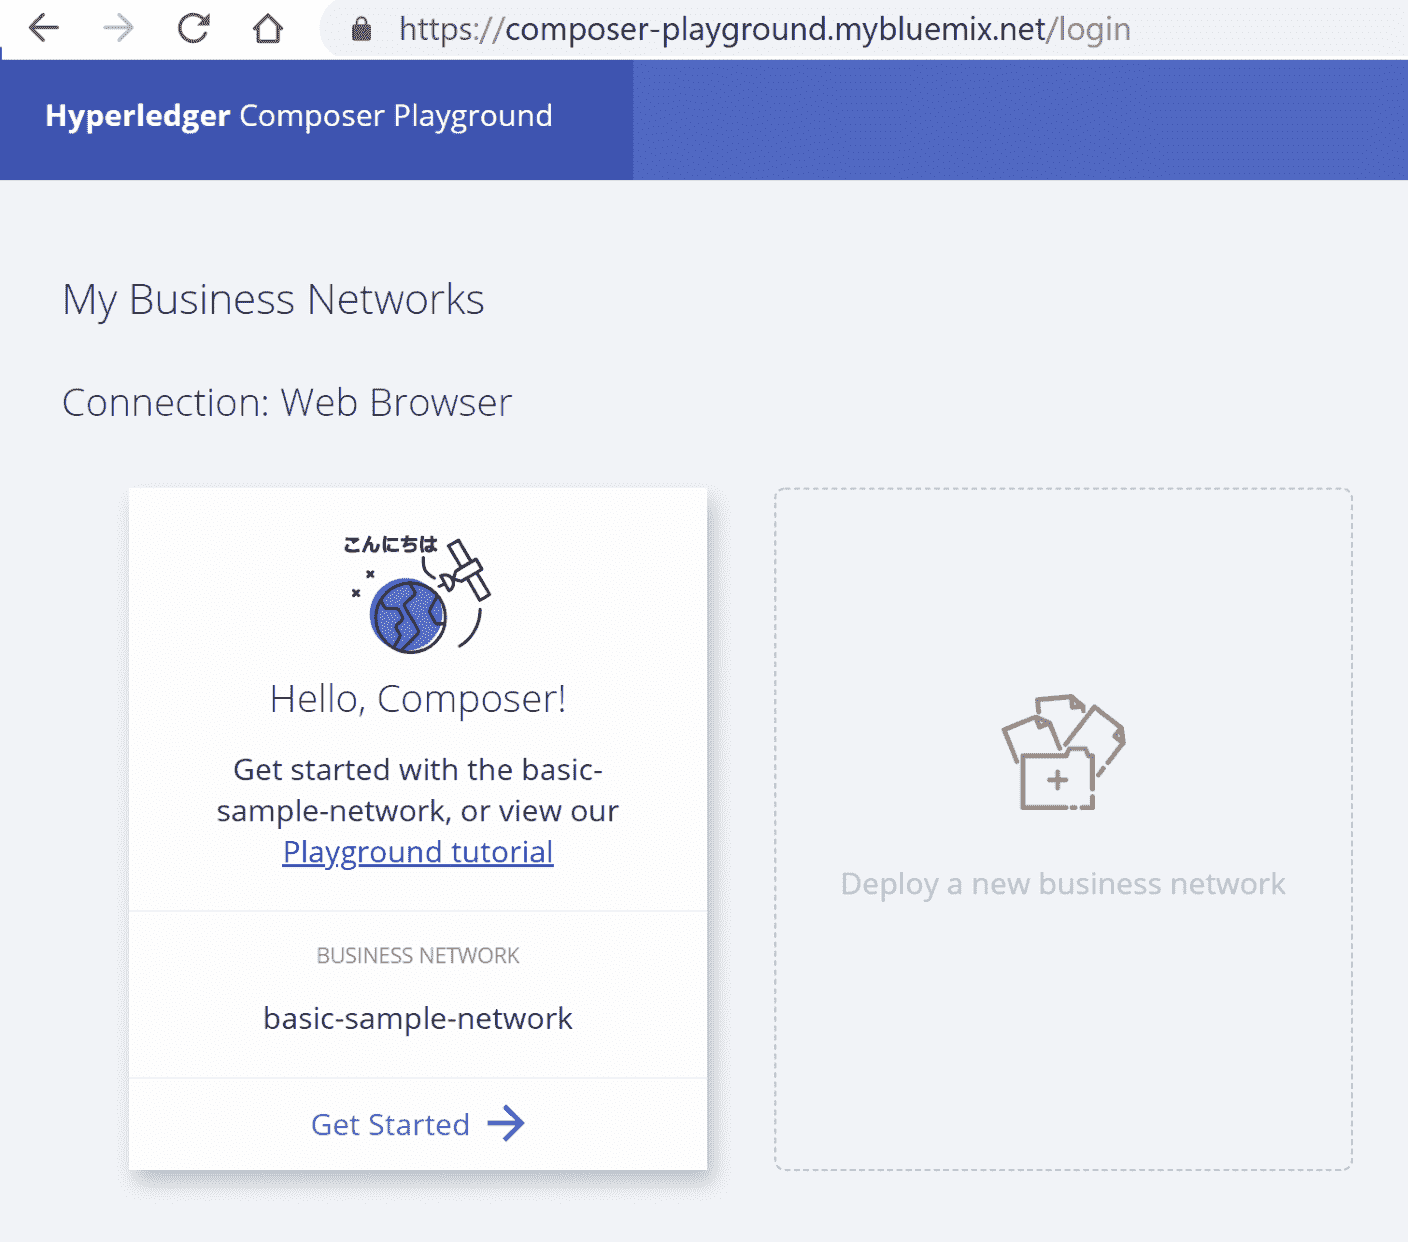 https://composer-playground.mybluemix.net/login
Hyperledger Composer Playground
My Business Networks
Connection: Web Browser
こんにちは
Hello, Composer!
Get started with the basic-
sample-network, or view our
Playground tutorial
BUSINESS NETWORK
basic-sample-network
Get Started
Deploy a new business network